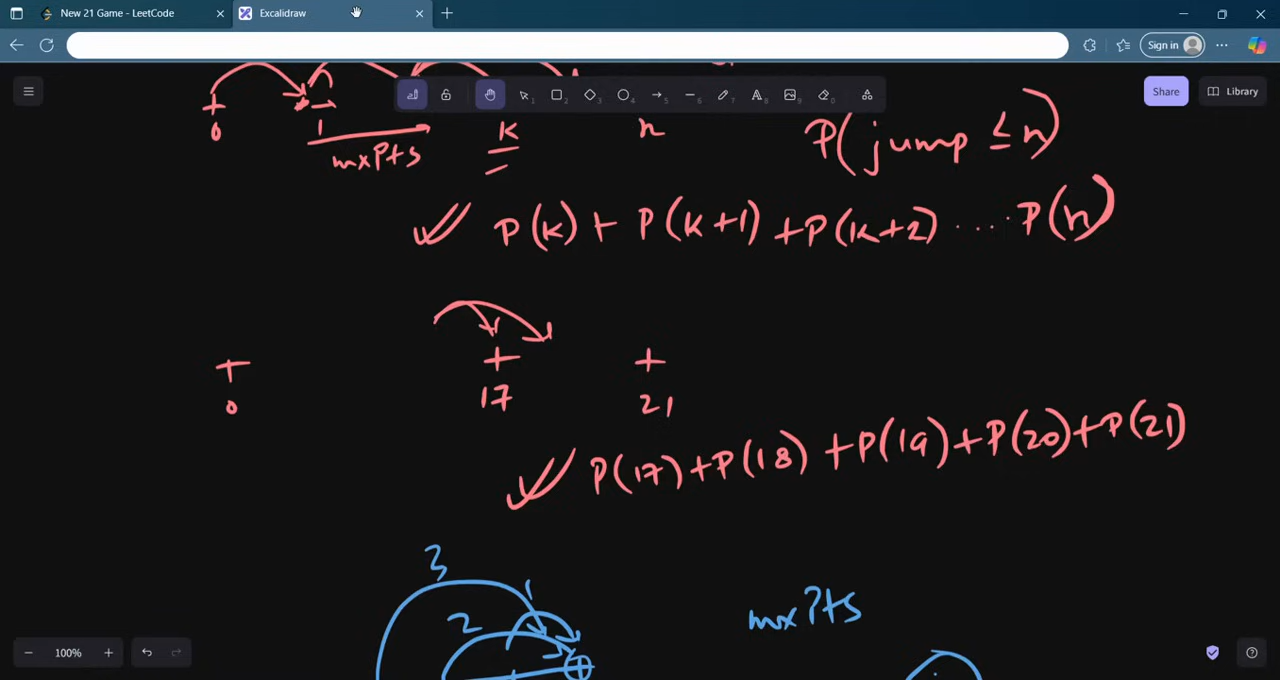 New 21 Game - LeetCode
Excalidraw
Sign in
Share
Library
0
1
k
n
mxPts
P(jump ≤ n)
P(k) + P(k+1) + P(k+2) ... P(n)
0
17
21
P(17) + P(18) + P(19) + P(20) + P(21)
3
1
2
mxPts
100%